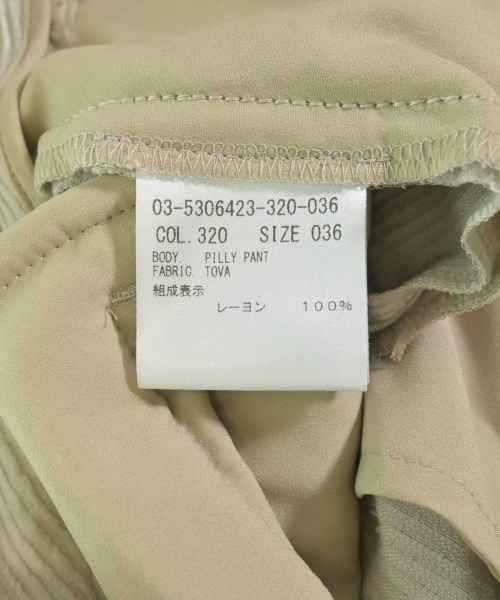 03-5306423-320-036
COL. 320 SIZE 036
BODY. PILLY PANT
FABRIC. TOVA
組成表示
レーヨン 100%